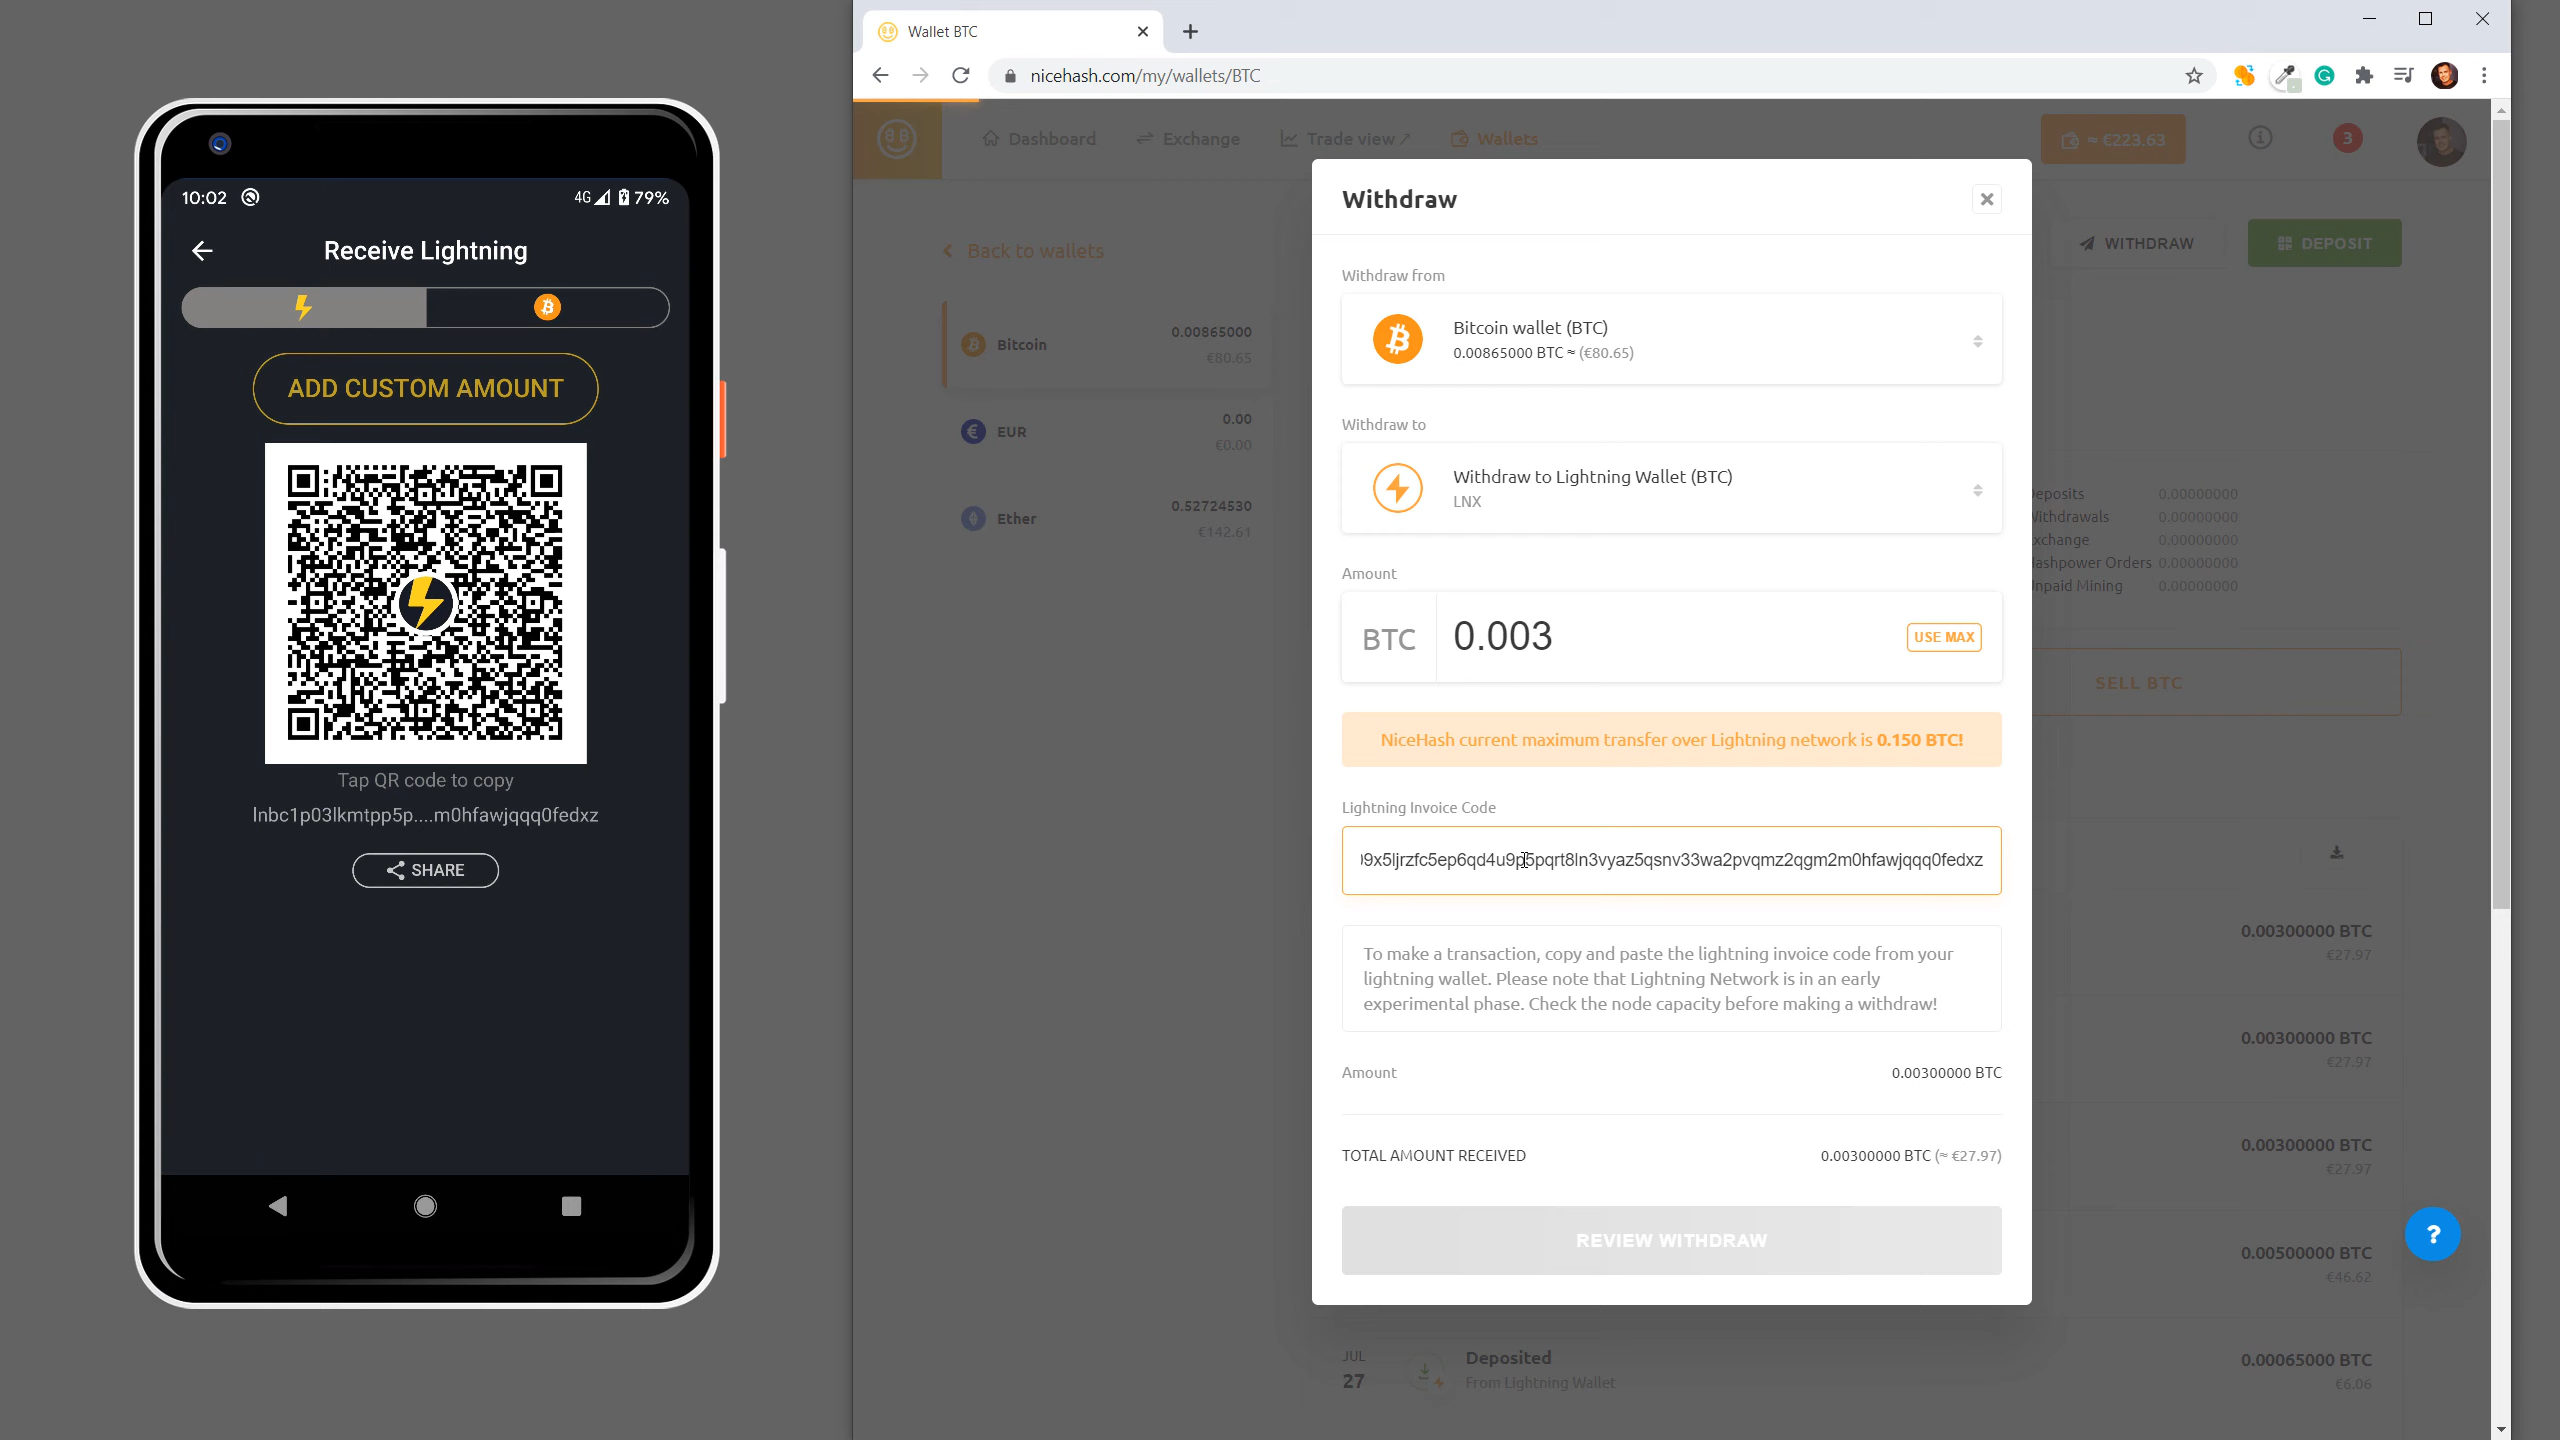 10:02
4G 79%
Receive Lightning
ADD CUSTOM AMOUNT
Tap QR code to copy
lnbc1p03lkmtpp5p....m0hfawjqqq0fedxz
SHARE
Wallet BTC
nicehash.com/my/wallets/BTC
Dashboard
Exchange
Trade view
Wallets
≈ €223.63
3
Back to wallets
WITHDRAW
DEPOSIT
Bitcoin
0.00865000
€80.65
EUR
0.00
€0.00
Ether
0.52724530
€142.61
Withdraw
Withdraw from
Bitcoin wallet (BTC)
0.00865000 BTC ≈ (€80.65)
Withdraw to
Withdraw to Lightning Wallet (BTC)
LNX
Amount
BTC
0.003
USE MAX
NiceHash current maximum transfer over Lightning network is 0.150 BTC!
Lightning Invoice Code
9x5ljrzfc5ep6qd4u9p5pqrt8ln3vyaz5qsnv33wa2pvqmz2qgm2m0hfawjqqq0fedxz
To make a transaction, copy and paste the lightning invoice code from your
lightning wallet. Please note that Lightning Network is in an early
experimental phase. Check the node capacity before making a withdraw!
Amount
0.00300000 BTC
TOTAL AMOUNT RECEIVED
0.00300000 BTC (≈ €27.97)
REVIEW WITHDRAW
eposits 0.00000000
Withdrawals 0.00000000
xchange 0.00000000
Hashpower Orders 0.00000000
npaid Mining 0.00000000
SELL BTC
0.00300000 BTC
€27.97
0.00300000 BTC
€27.97
0.00300000 BTC
€27.97
0.00500000 BTC
€46.62
?
JUL
27
Deposited
From Lightning Wallet
0.00065000 BTC
€6.06